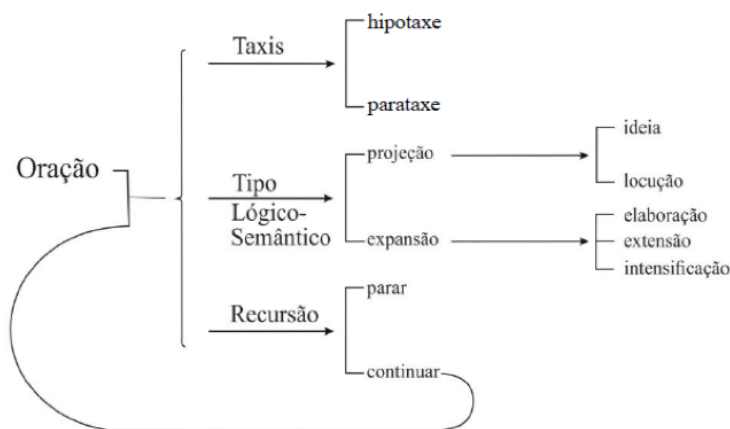 hipotaxe
Taxis
parataxe
ideia
projeção
Oração
locução
Tipo
Lógico-
Semântico
elaboração
expansão
extensão
intensificação
parar
Recursão
continuar